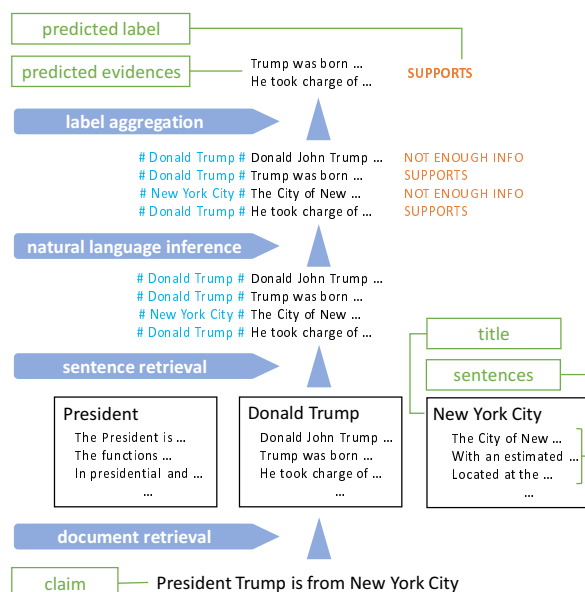 predicted label
predicted evidences
Trump was born ...
He took charge of ...
SUPPORTS
label aggregation
# Donald Trump # Donald John Trump ... NOT ENOUGH INFO
# Donald Trump # Trump was born ... SUPPORTS
# New York City # The City of New ... NOT ENOUGH INFO
# Donald Trump # He took charge of ... SUPPORTS
natural language inference
# Donald Trump # Donald John Trump ...
# Donald Trump # Trump was born ...
# New York City # The City of New ...
# Donald Trump # He took charge of ...
title
sentence retrieval
sentences
President
The President is ...
The functions ...
In presidential and ...
...
Donald Trump
Donald John Trump ...
Trump was born ...
He took charge of ...
...
New York City
The City of New ...
With an estimated ...
Located at the ...
...
document retrieval
claim
President Trump is from New York City